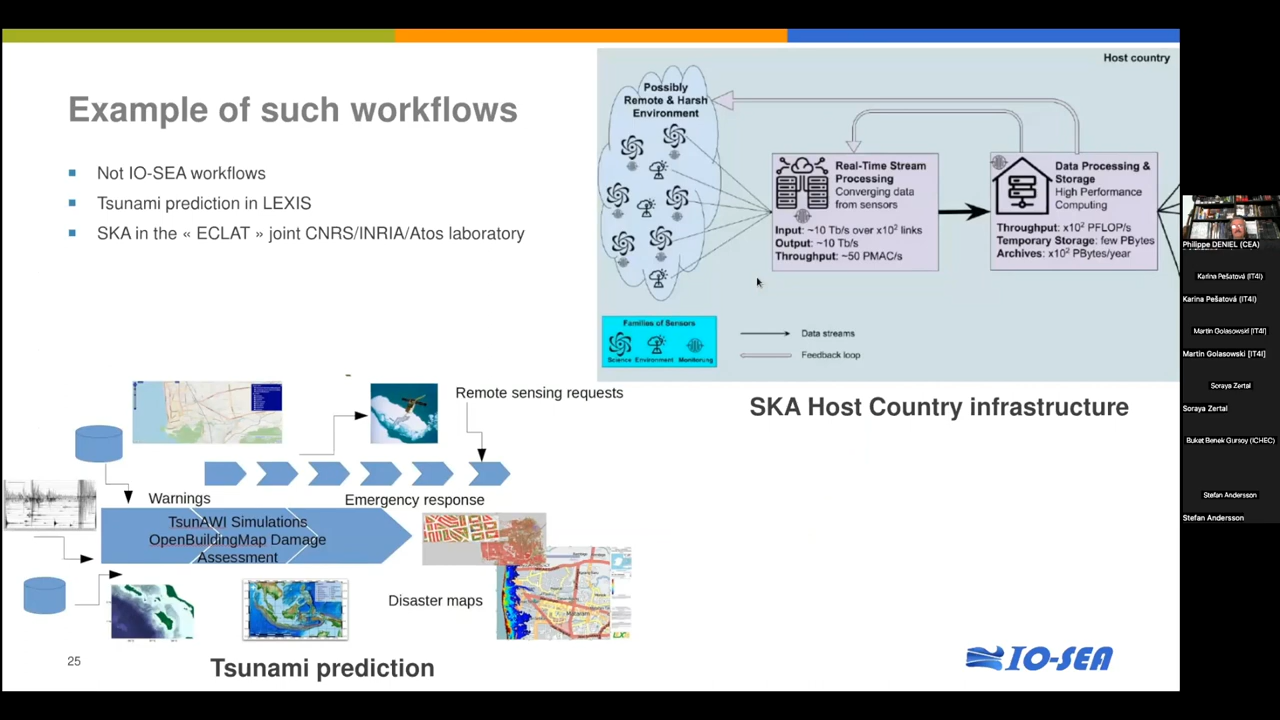 Example of such workflows
Not IO-SEA workflows
Tsunami prediction in LEXIS
SKA in the « ECLAT » joint CNRS/INRIA/Atos laboratory
Host country
Possibly
Remote & Harsh
Environment
Real-Time Stream
Processing
Converging data
from sensors
Input: ~10 Tb/s over x10² links
Output: ~10 Tb/s
Throughput: ~50 PMAC/s
Data Processing &
Storage
High Performance
Computing
Throughput: x10² PFLOP/s
Temporary Storage: few PBytes
Archives: x10² PBytes/year
Families of Sensors
Science Environment Monitoring
Data streams
Feedback loop
SKA Host Country infrastructure
Remote sensing requests
Warnings
Emergency response
TsunAWI Simulations
OpenBuildingMap Damage
Assessment
Disaster maps
Tsunami prediction
25
IO-SEA
Philippe DENIEL (CEA)
Karina Pešatová (IT4I)
Karina Pešatová (IT4I)
Martin Golasowski [IT4I]
Martin Golasowski [IT4I]
Soraya Zertal
Soraya Zertal
Buket Benek Gursoy (ICHEC)
Stefan Andersson
Stefan Andersson